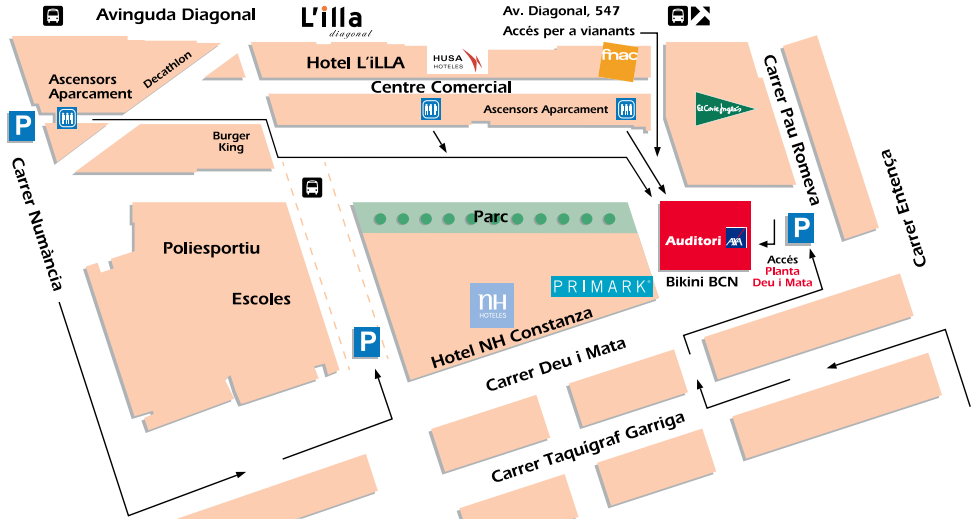 Avinguda Diagonal
L'illa
diagonal
Av. Diagonal, 547
Accés per a vianants
Ascensors
Aparcament
Decathlon
Hotel L'iLLA
HUSA
HOTELES
fnac
Centre Comercial
Ascensors Aparcament
El Corte Inglés
Carrer Pau Romeva
P
Burger
King
Carrer Numància
Carrer Entença
Parc
Poliesportiu
Escoles
Auditori AXA
P
Accés
Planta
Deu i Mata
Bikini BCN
PRIMARK
nH
HOTELES
Hotel NH Constanza
P
Carrer Deu i Mata
Carrer Taquígraf Garriga